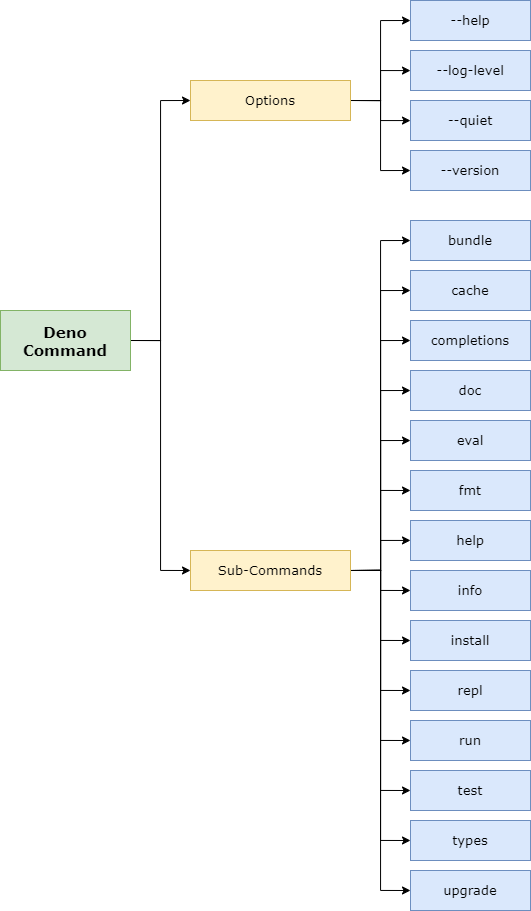 Deno
Command
Options
--help
--log-level
--quiet
--version
Sub-Commands
bundle
cache
completions
doc
eval
fmt
help
info
install
repl
run
test
types
upgrade